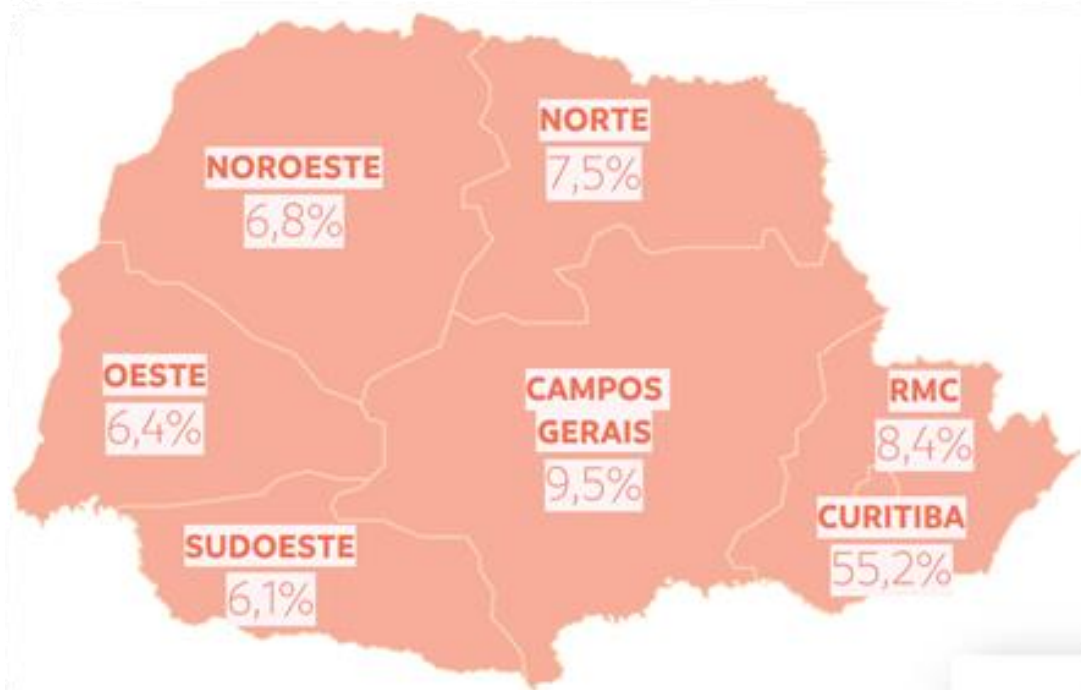 NORTE
7,5%
NOROESTE
6,8%
OESTE
6,4%
CAMPOS
GERAIS
9,5%
RMC
8,4%
CURITIBA
55,2%
SUDOESTE
6,1%